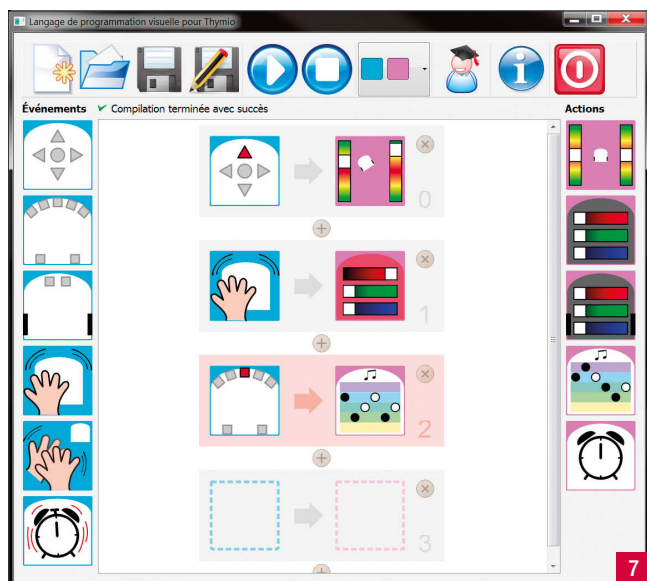 Langage de programmation visuelle pour Thymio
Événements
✔ Compilation terminée avec succès
Actions
0
1
2
3
7